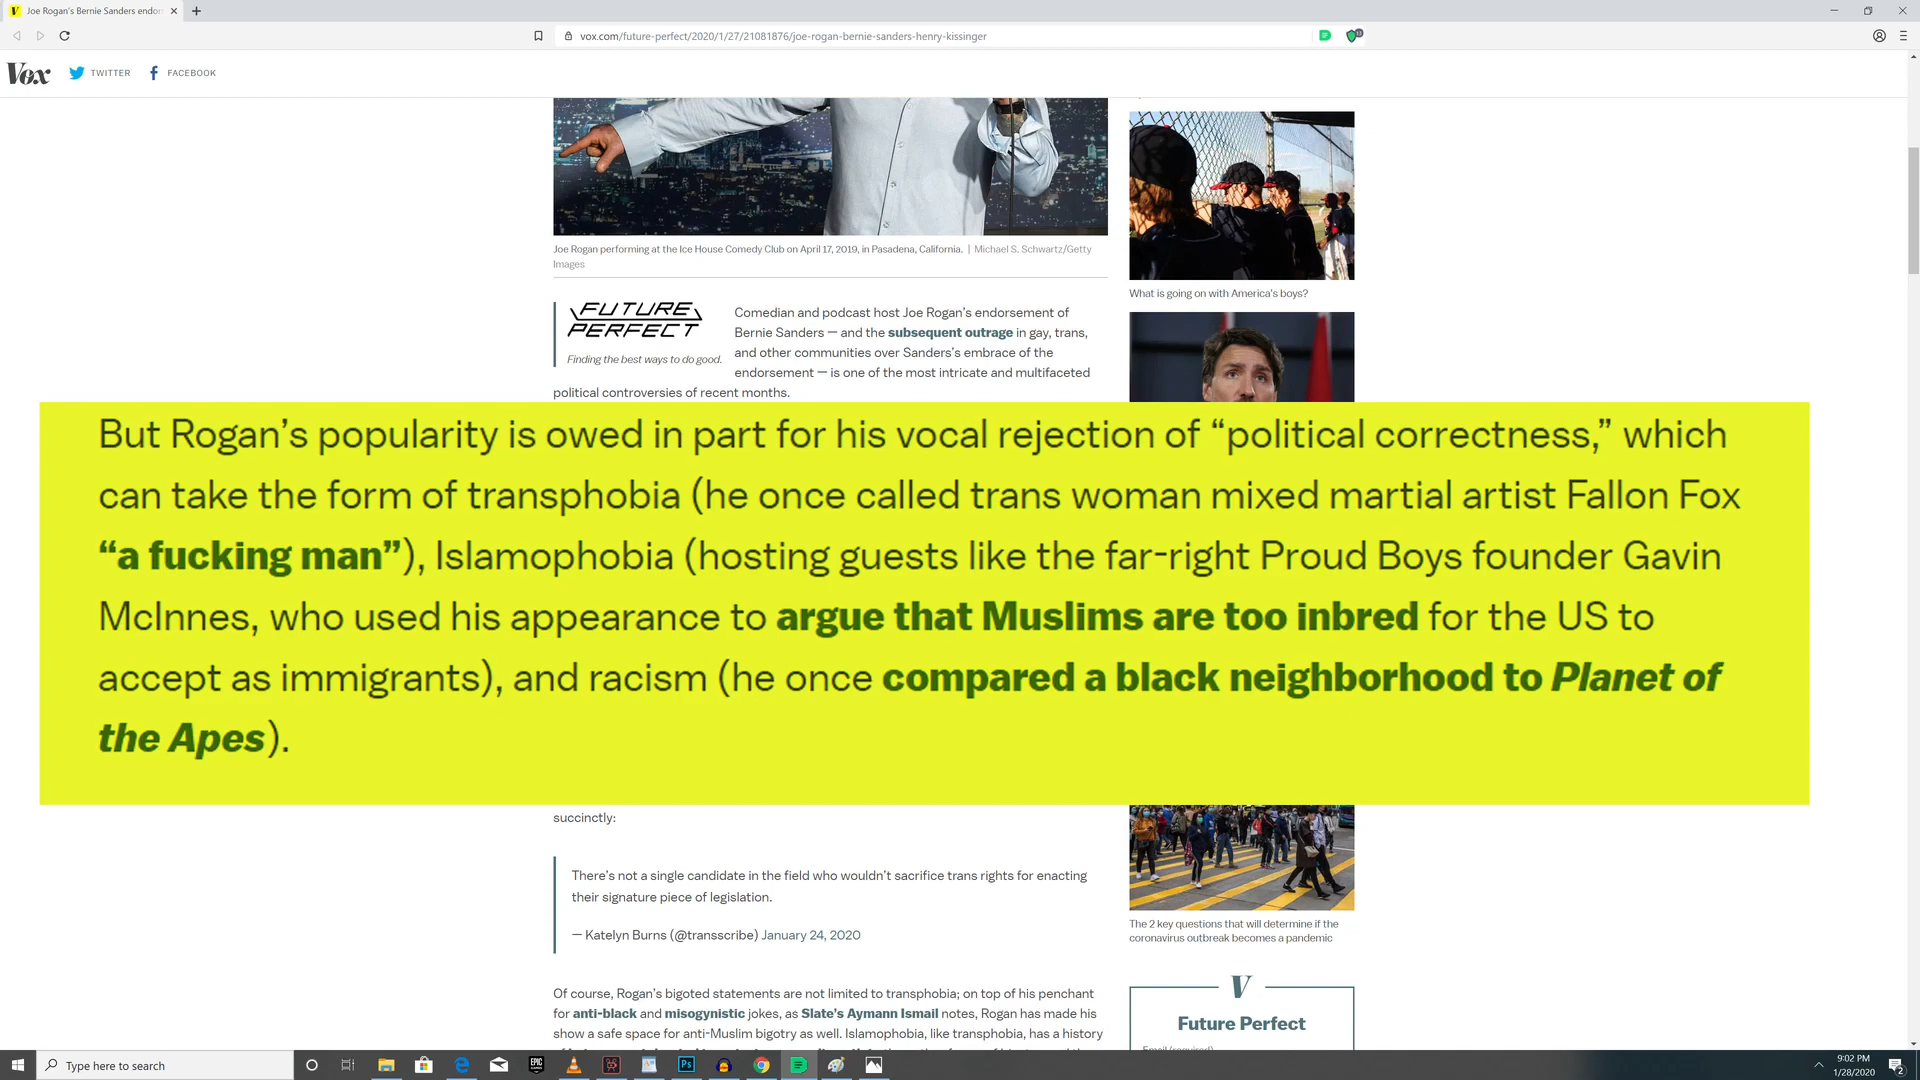 Joe Rogan's Bernie Sanders endor
vox.com/future-perfect/2020/1/27/21081876/joe-rogan-bernie-sanders-henry-kissinger
Vox
TWITTER
FACEBOOK
Joe Rogan performing at the Ice House Comedy Club on April 17, 2019, in Pasadena, California. | Michael S. Schwartz/Getty
Images
FUTURE
PERFECT
Finding the best ways to do good.
Comedian and podcast host Joe Rogan's endorsement of
Bernie Sanders — and the subsequent outrage in gay, trans,
and other communities over Sanders's embrace of the
endorsement — is one of the most intricate and multifaceted
political controversies of recent months.
What is going on with America's boys?
But Rogan's popularity is owed in part for his vocal rejection of “political correctness,” which
can take the form of transphobia (he once called trans woman mixed martial artist Fallon Fox
“a fucking man”), Islamophobia (hosting guests like the far-right Proud Boys founder Gavin
McInnes, who used his appearance to argue that Muslims are too inbred for the US to
accept as immigrants), and racism (he once compared a black neighborhood to Planet of
the Apes).
succinctly:
There's not a single candidate in the field who wouldn't sacrifice trans rights for enacting
their signature piece of legislation.
— Katelyn Burns (@transscribe) January 24, 2020
Of course, Rogan's bigoted statements are not limited to transphobia; on top of his penchant
for anti-black and misogynistic jokes, as Slate's Aymann Ismail notes, Rogan has made his
show a safe space for anti-Muslim bigotry as well. Islamophobia, like transphobia, has a history
The 2 key questions that will determine if the
coronavirus outbreak becomes a pandemic
V
Future Perfect
Email (required)
Type here to search
EPIC
Ps
9:02 PM
1/28/2020
2